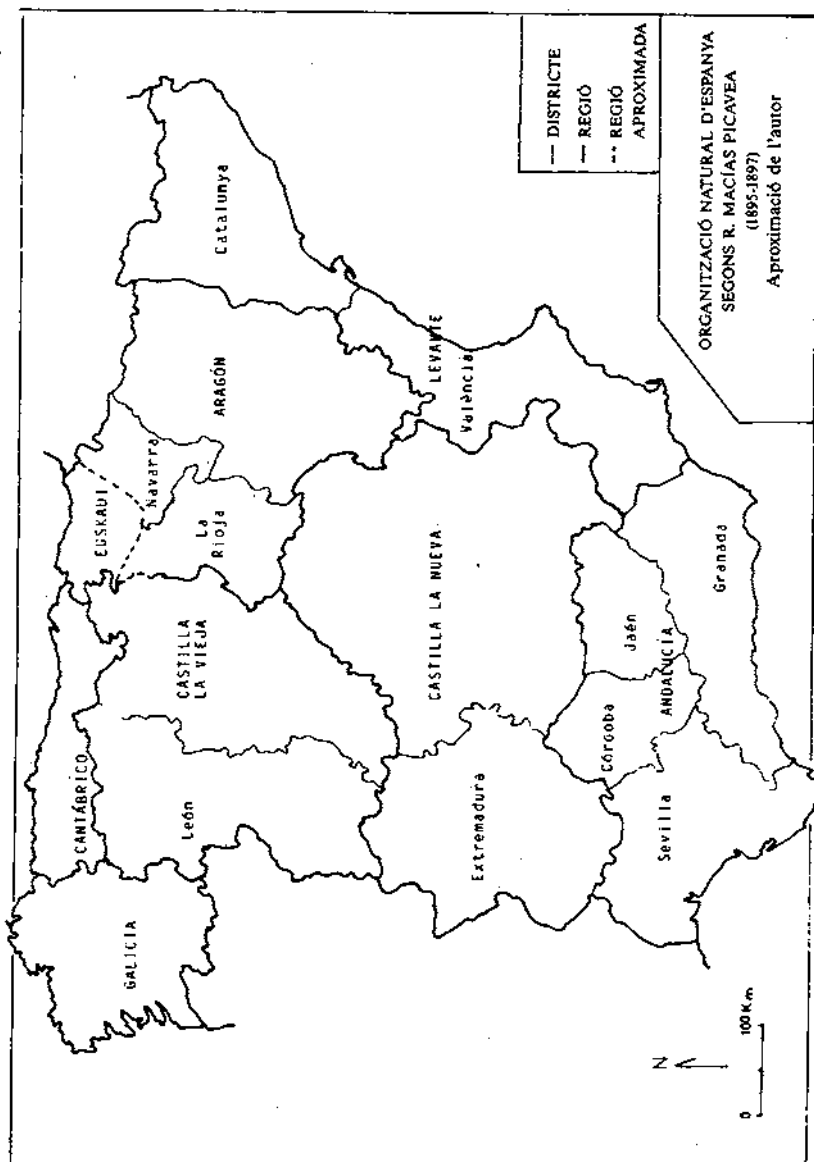 GALICIA
CANTÁBRICO
León
CASTILLA
LA VIEJA
EUSKADI
Navarra
La
Rioja
ARAGÓN
Catalunya
LEVANTE
València
CASTILLA LA NUEVA
Extremadura
Córdoba
Jaén
ANDALUCÍA
Sevilla
Granada
— DISTRICTE
— REGIÓ
-- REGIÓ
APROXIMADA
ORGANITZACIÓ NATURAL D'ESPANYA
SEGONS R. MACÍAS PICAVEA
(1895-1897)
Aproximació de l'autor
N
0 100 K.m